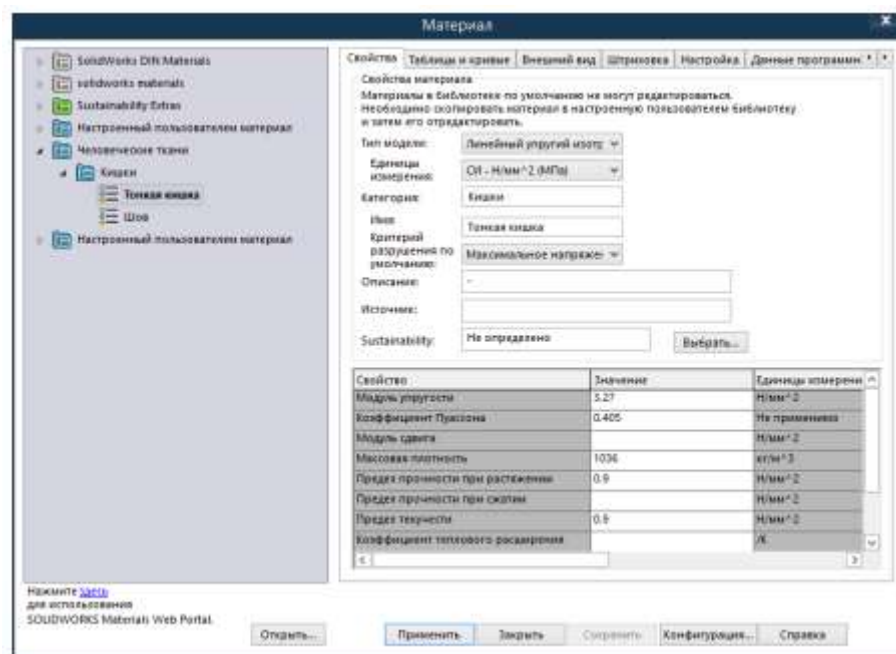 Материал
SolidWorks DIN Materials
solidworks materials
Sustainability Extras
Настроенный пользователем материал
Человеческие ткани
Кишки
Тонкая кишка
Шов
Настроенный пользователем материал
Нажмите здесь
для использования
SOLIDWORKS Materials Web Portal.
Открыть...
Свойства Таблицы и кривые Внешний вид Штриховка Настройка Данные программн
Свойства материала
Материалы в библиотеке по умолчанию не могут редактироваться.
Необходимо скопировать материал в настроенную пользователем библиотеку
и затем его отредактировать.
Тип модели: Линейный упругий изотр
Единицы
измерения: СИ - Н/мм^2 (МПа)
Категория: Кишки
Имя: Тонкая кишка
Критерий
разрушения по
умолчанию: Максимальное напряже
Описание: -
Источник:
Sustainability: Не определено Выбрать...
Свойство Значение Единицы измерени
Модуль упругости 5.27 Н/мм^2
Коэффициент Пуассона 0.405 Не применимо
Модуль сдвига Н/мм^2
Массовая плотность 1036 кг/м^3
Предел прочности при растяжении 0.9 Н/мм^2
Предел прочности при сжатии Н/мм^2
Предел текучести Н/мм^2
Коэффициент теплового расширения /K
Применить Закрыть Сохранить Конфигурация... Справка